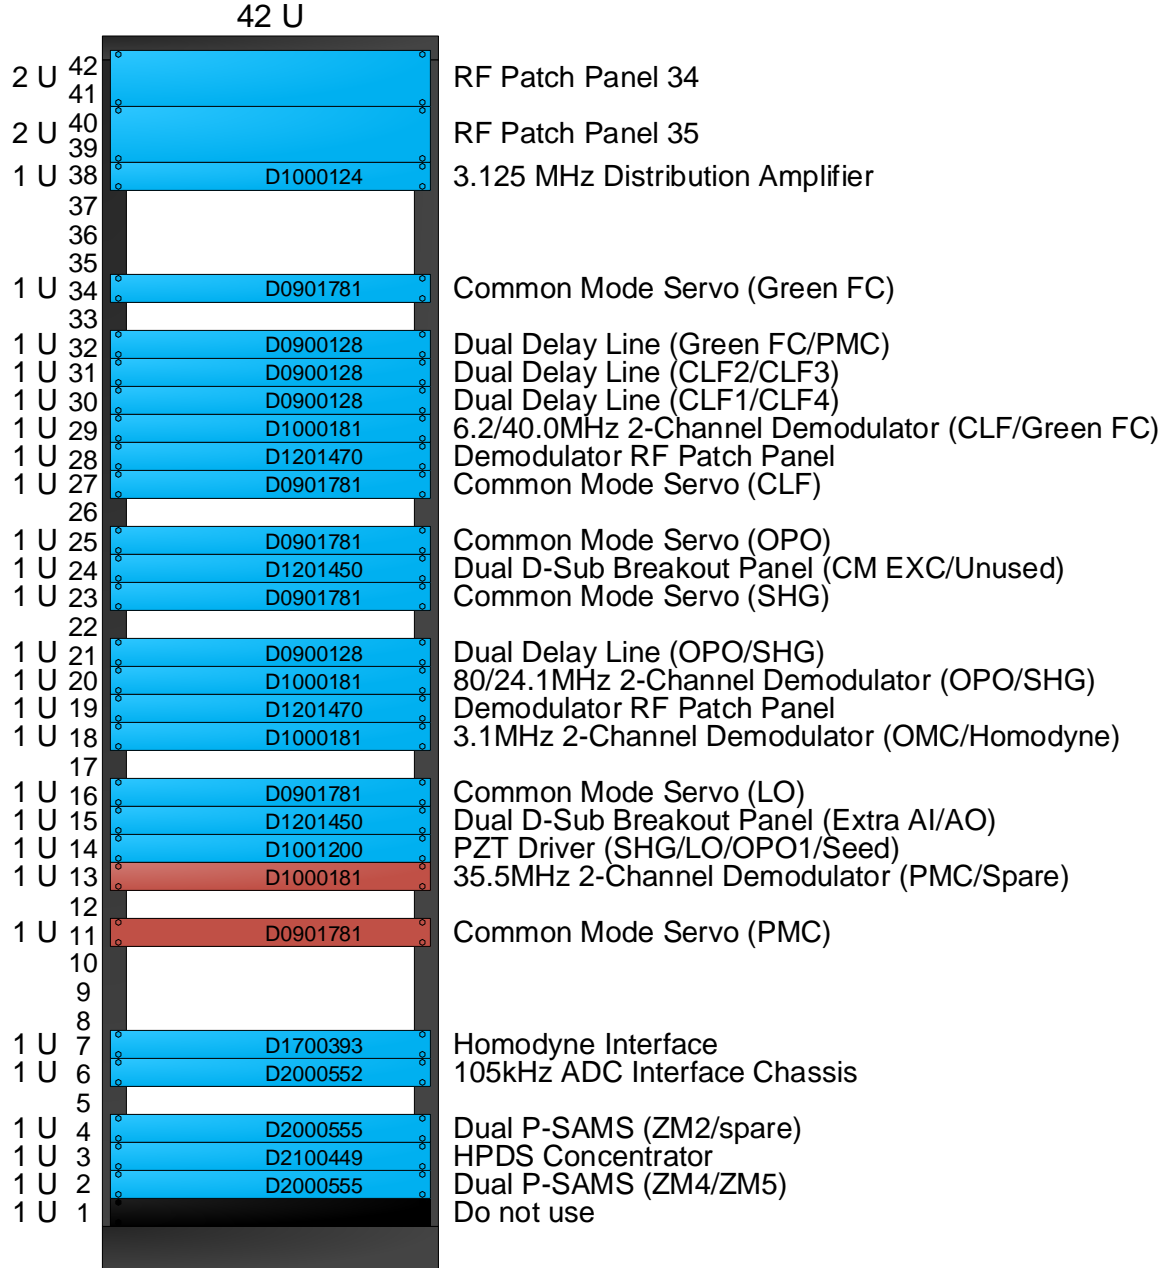 42 U
2 U 42 RF Patch Panel 34
41
2 U 40 RF Patch Panel 35
39
1 U 38 D1000124 3.125 MHz Distribution Amplifier
37
36
35
1 U 34 D0901781 Common Mode Servo (Green FC)
33
1 U 32 D0900128 Dual Delay Line (Green FC/PMC)
1 U 31 D0900128 Dual Delay Line (CLF2/CLF3)
1 U 30 D0900128 Dual Delay Line (CLF1/CLF4)
1 U 29 D1000181 6.2/40.0MHz 2-Channel Demodulator (CLF/Green FC)
1 U 28 D1201470 Demodulator RF Patch Panel
1 U 27 D0901781 Common Mode Servo (CLF)
26
1 U 25 D0901781 Common Mode Servo (OPO)
1 U 24 D1201450 Dual D-Sub Breakout Panel (CM EXC/Unused)
1 U 23 D0901781 Common Mode Servo (SHG)
22
1 U 21 D0900128 Dual Delay Line (OPO/SHG)
1 U 20 D1000181 80/24.1MHz 2-Channel Demodulator (OPO/SHG)
1 U 19 D1201470 Demodulator RF Patch Panel
1 U 18 D1000181 3.1MHz 2-Channel Demodulator (OMC/Homodyne)
17
1 U 16 D0901781 Common Mode Servo (LO)
1 U 15 D1201450 Dual D-Sub Breakout Panel (Extra AI/AO)
1 U 14 D1001200 PZT Driver (SHG/LO/OPO1/Seed)
1 U 13 D1000181 35.5MHz 2-Channel Demodulator (PMC/Spare)
12
1 U 11 D0901781 Common Mode Servo (PMC)
10
9
8
1 U 7 D1700393 Homodyne Interface
1 U 6 D2000552 105kHz ADC Interface Chassis
5
1 U 4 D2000555 Dual P-SAMS (ZM2/spare)
1 U 3 D2100449 HPDS Concentrator
1 U 2 D2000555 Dual P-SAMS (ZM4/ZM5)
1 U 1 Do not use